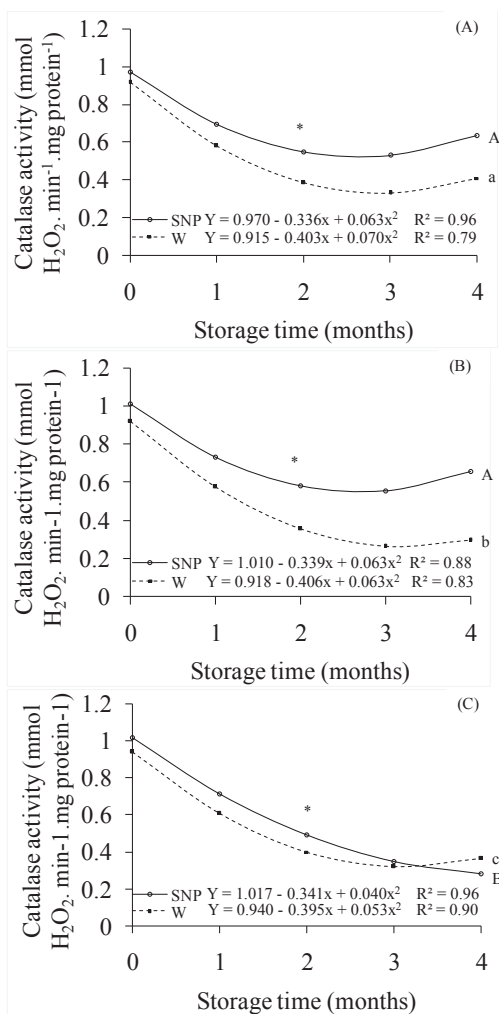 (A)
Catalase activity (mmol
H₂O₂. min⁻¹.mg protein⁻¹)
1.2
1
0.8
0.6
0.4
0.2
0
*
A
a
SNP Y = 0.970 - 0.336x + 0.063x² R² = 0.96
W Y = 0.915 - 0.403x + 0.070x² R² = 0.79
0 1 2 3 4
Storage time (months)
(B)
Catalase activity (mmol
H₂O₂. min-1.mg protein-1)
1.2
1
0.8
0.6
0.4
0.2
0
*
A
b
SNP Y = 1.010 - 0.339x + 0.063x² R² = 0.88
W Y = 0.918 - 0.406x + 0.063x² R² = 0.83
0 1 2 3 4
Storage time (months)
(C)
Catalase activity (mmol
H₂O₂. min-1.mg protein-1)
1.2
1
0.8
0.6
0.4
0.2
0
*
c
B
SNP Y = 1.017 - 0.341x + 0.040x² R² = 0.96
W Y = 0.940 - 0.395x + 0.053x² R² = 0.90
0 1 2 3 4
Storage time (months)